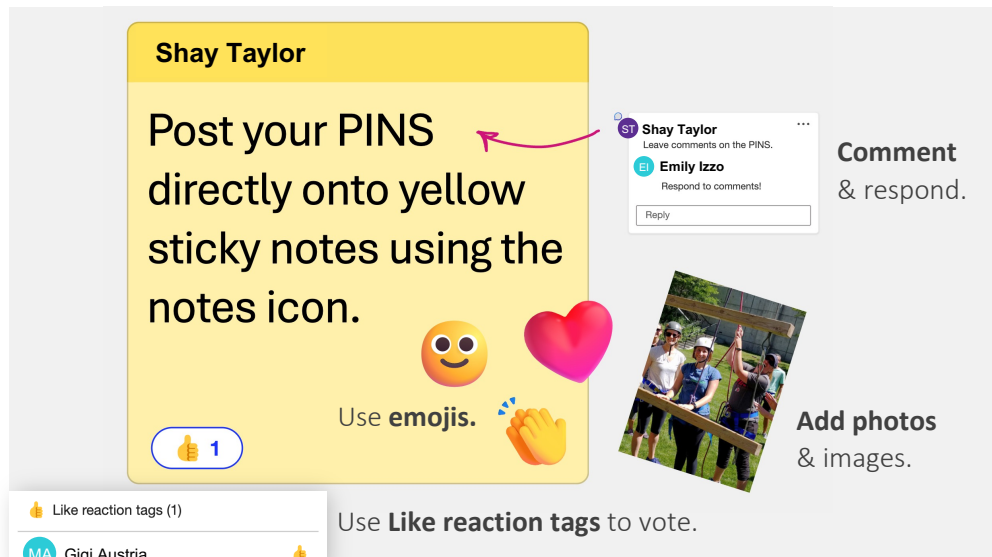 Shay Taylor
Post your PINS
directly onto yellow
sticky notes using the
notes icon.
ST Shay Taylor
Leave comments on the PINS.
EI Emily Izzo
Respond to comments!
Reply
Comment
& respond.
Use emojis.
1
Add photos
& images.
Like reaction tags (1)
MA Gigi Austria
Use Like reaction tags to vote.